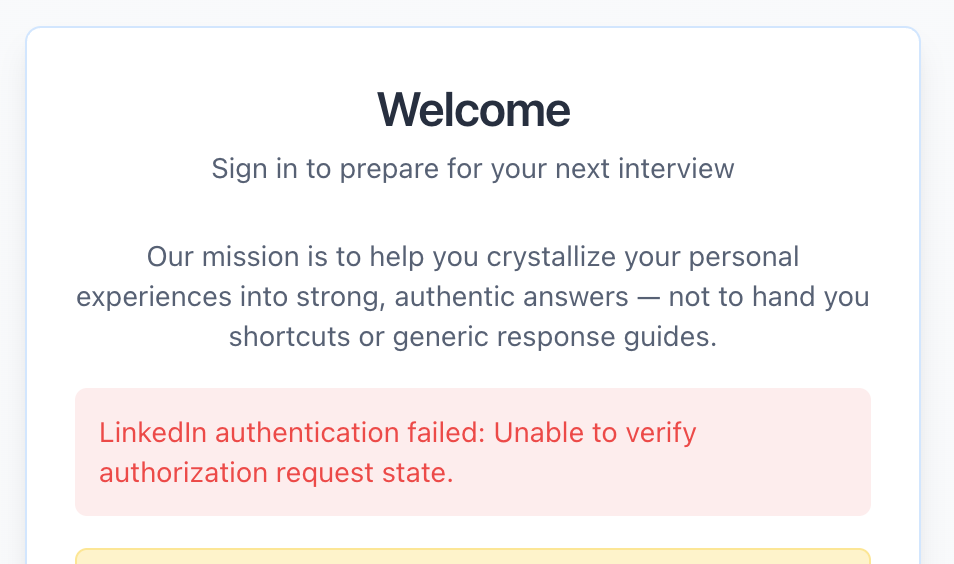 Welcome
Sign in to prepare for your next interview
Our mission is to help you crystallize your personal
experiences into strong, authentic answers — not to hand you
shortcuts or generic response guides.
LinkedIn authentication failed: Unable to verify
authorization request state.